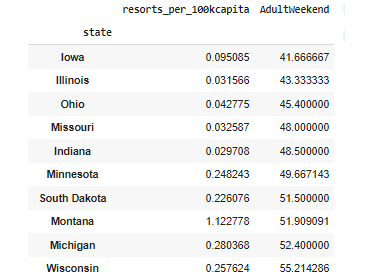 resorts_per_100kcapita AdultWeekend
state
Iowa 0.095085 41.666667
Illinois 0.031566 43.333333
Ohio 0.042775 45.400000
Missouri 0.032587 48.000000
Indiana 0.029708 48.500000
Minnesota 0.248243 49.667143
South Dakota 0.226076 51.500000
Montana 1.122778 51.909091
Michigan 0.280368 52.400000
Wisconsin 0.257624 55.214286